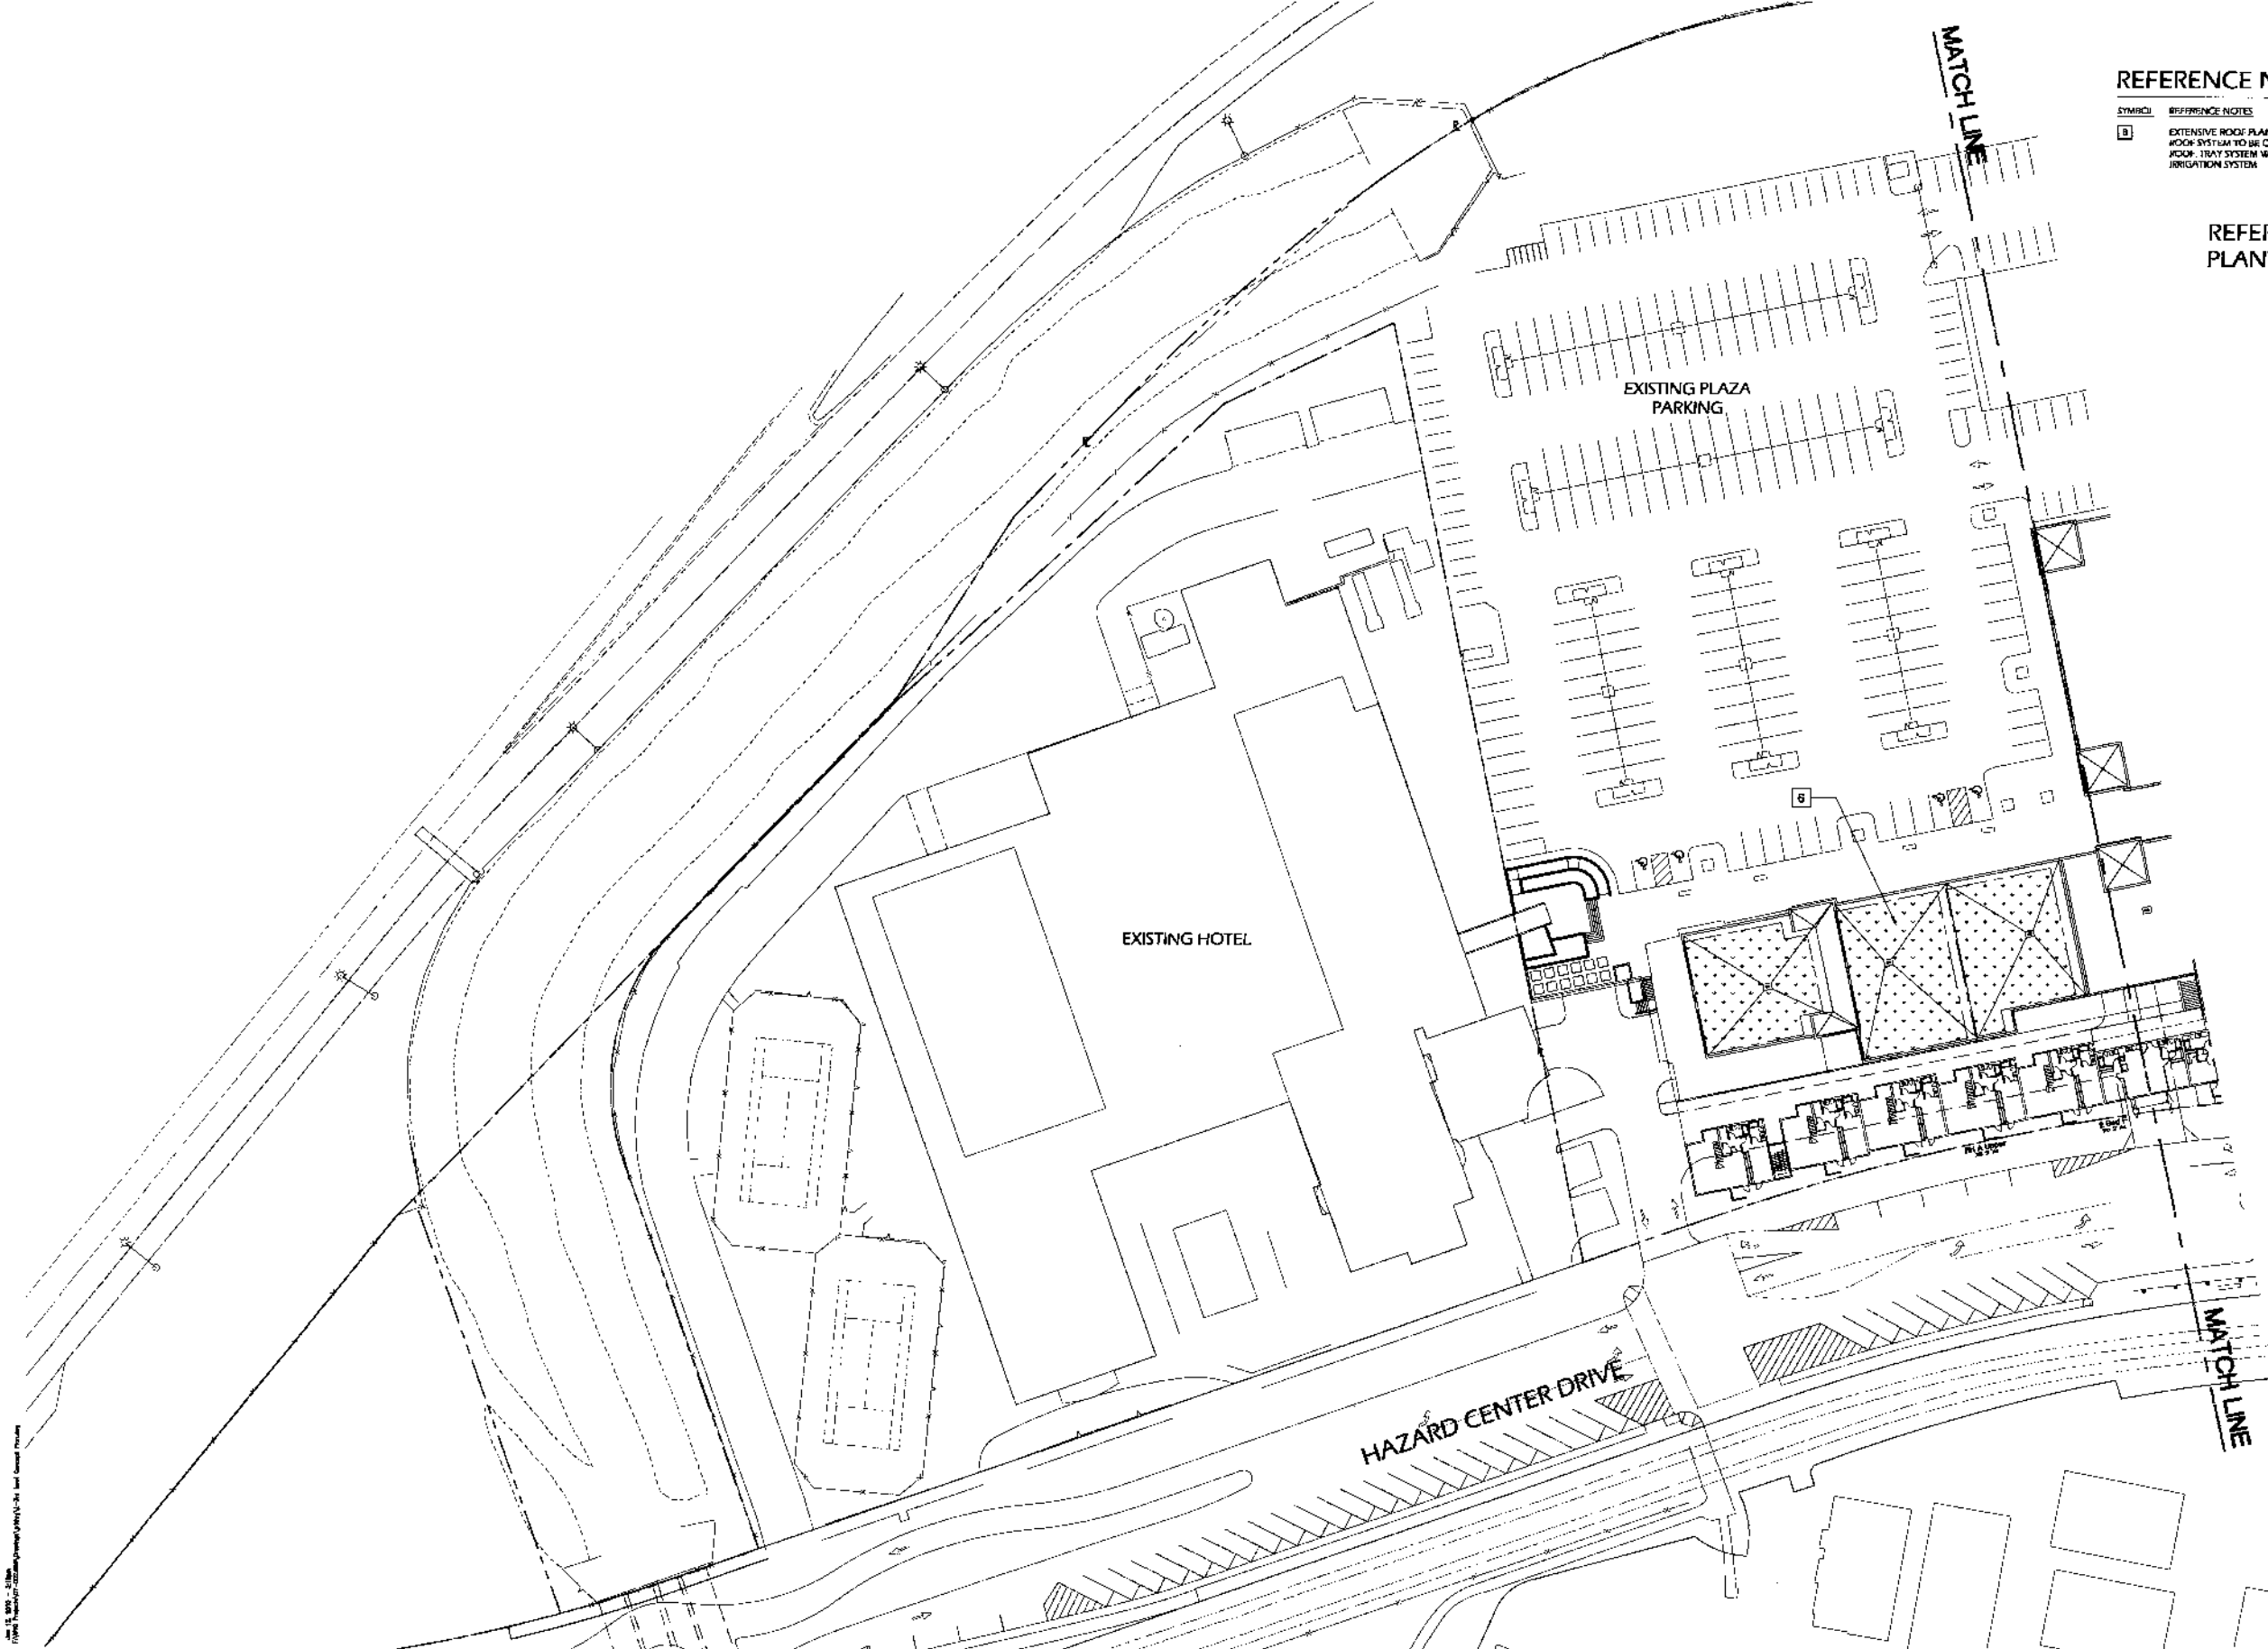 MATCH LINE
REFERENCE N
SYMBOL REFERENCE NOTES
EXTENSIVE ROOF PLA
ROOF SYSTEM TO BE
ROOF. TRAY SYSTEM W
IRRIGATION SYSTEM
REFE
PLAN
EXISTING PLAZA
PARKING
6
EXISTING HOTEL
HAZARD CENTER DRIVE
MATCH LINE